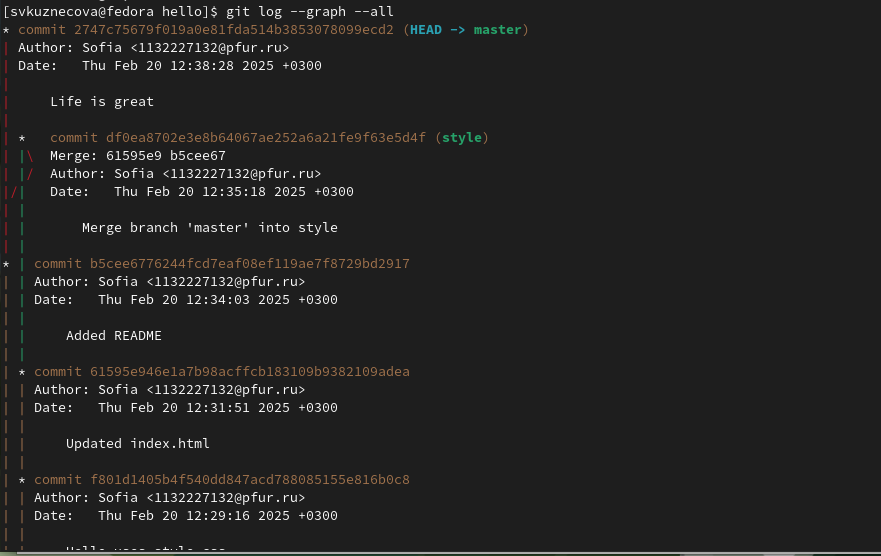 [svkuznecova@fedora hello]$ git log --graph --all
* commit 2747c75679f019a0e81fda514b3853078099ecd2 (HEAD -> master)
| Author: Sofia <1132227132@pfur.ru>
| Date:   Thu Feb 20 12:38:28 2025 +0300
|
|     Life is great
|
| *   commit df0ea8702e3e8b64067ae252a6a21fe9f63e5d4f (style)
| |\  Merge: 61595e9 b5cee67
| |/  Author: Sofia <1132227132@pfur.ru>
|/|   Date:   Thu Feb 20 12:35:18 2025 +0300
| |
| |       Merge branch 'master' into style
| |
* | commit b5cee6776244fcd7eaf08ef119ae7f8729bd2917
| | Author: Sofia <1132227132@pfur.ru>
| | Date:   Thu Feb 20 12:34:03 2025 +0300
| |
| |     Added README
| |
| * commit 61595e946e1a7b98acffcb183109b9382109adea
| | Author: Sofia <1132227132@pfur.ru>
| | Date:   Thu Feb 20 12:31:51 2025 +0300
| |
| |     Updated index.html
| |
| * commit f801d1405b4f540dd847acd788085155e816b0c8
| | Author: Sofia <1132227132@pfur.ru>
| | Date:   Thu Feb 20 12:29:16 2025 +0300
| |